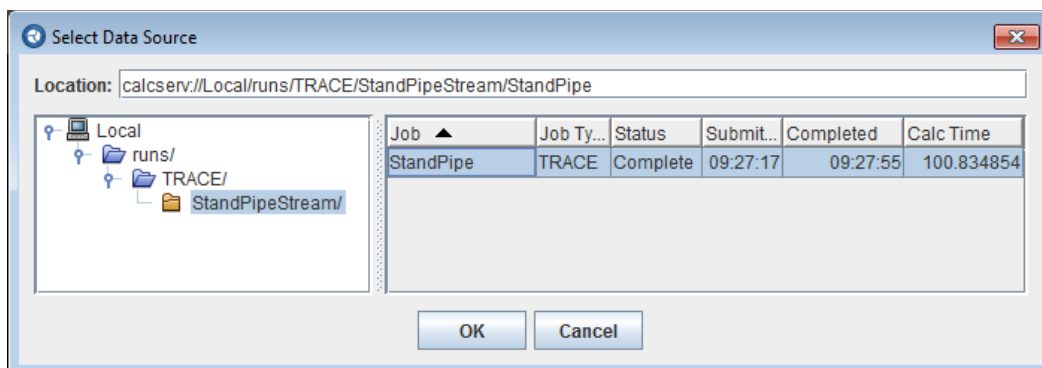 Select Data Source
Location: calcserv://Local/runs/TRACE/StandPipeStream/StandPipe
Local
runs/
TRACE/
StandPipeStream/
Job Job Ty... Status Submit... Completed Calc Time
StandPipe TRACE Complete 09:27:17 09:27:55 100.834854
OK Cancel